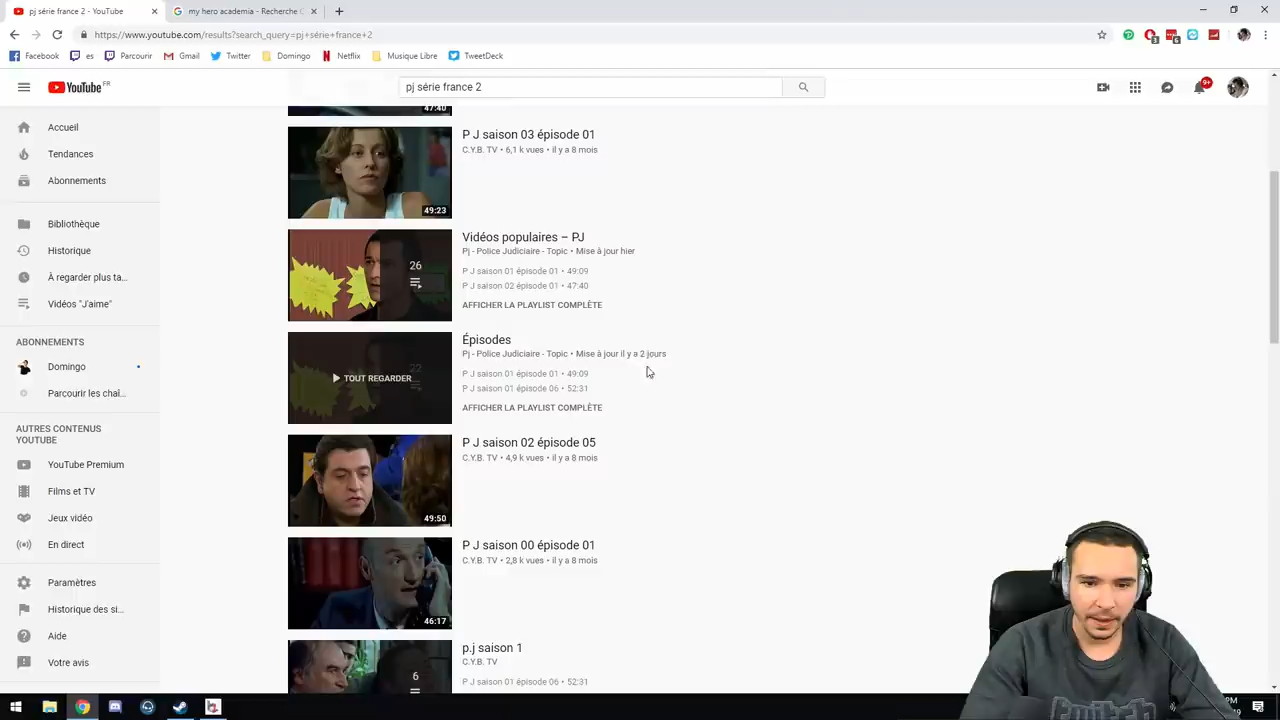 pj série france 2 - YouTube
my hero academia - Recherche. G
https://www.youtube.com/results?search_query=pj+série+france+2
3
6
Facebook
yt
Parcourir
Gmail
Twitter
Domingo
Netflix
Musique Libre
TweetDeck
YouTube FR
pj série france 2
9+
Accueil
Tendances
Abonnements
Bibliothèque
Historique
À regarder plus ta...
Vidéos "J'aime"
ABONNEMENTS
Domingo
Parcourir les chaî...
AUTRES CONTENUS
YOUTUBE
YouTube Premium
Films et TV
Jeux vidéo
En direct
Paramètres
Historique des si...
Aide
Votre avis
47:40
P J saison 03 épisode 01
C.Y.B. TV • 6,1 k vues • il y a 8 mois
49:23
Vidéos populaires – PJ
Pj - Police Judiciaire - Topic • Mise à jour hier
P J saison 01 épisode 01 • 49:09
P J saison 02 épisode 01 • 47:40
AFFICHER LA PLAYLIST COMPLÈTE
26
Épisodes
Pj - Police Judiciaire - Topic • Mise à jour il y a 2 jours
P J saison 01 épisode 01 • 49:09
P J saison 01 épisode 06 • 52:31
AFFICHER LA PLAYLIST COMPLÈTE
22
TOUT REGARDER
P J saison 02 épisode 05
C.Y.B. TV • 4,9 k vues • il y a 8 mois
49:50
P J saison 00 épisode 01
C.Y.B. TV • 2,8 k vues • il y a 8 mois
46:17
p.j saison 1
C.Y.B. TV
P J saison 01 épisode 06 • 52:31
6